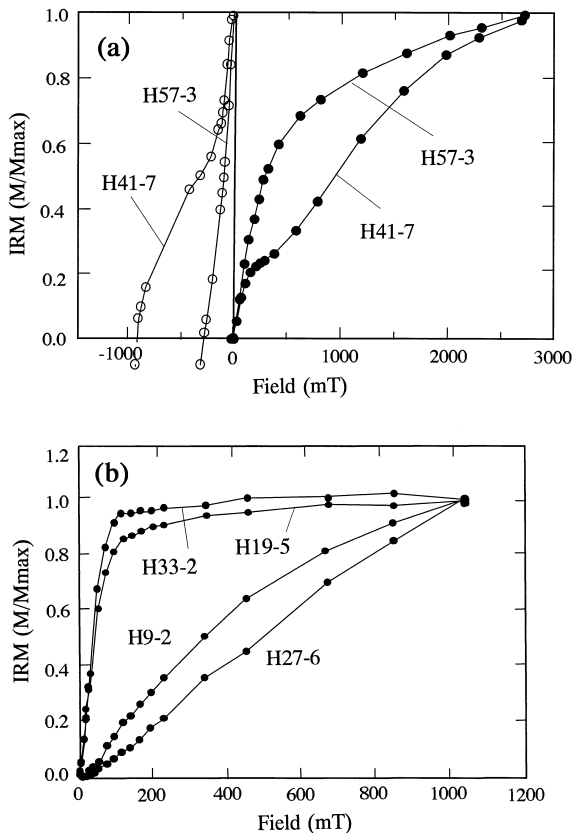 (a)
IRM (M/Mmax)
1.0
0.8
0.6
0.4
0.2
0.0
H57-3
H41-7
H57-3
H41-7
-1000
0
1000
2000
3000
Field (mT)
(b)
IRM (M/Mmax)
1.2
1.0
0.8
0.6
0.4
0.2
0.0
H33-2
H19-5
H9-2
H27-6
0
200
400
600
800
1000
1200
Field (mT)